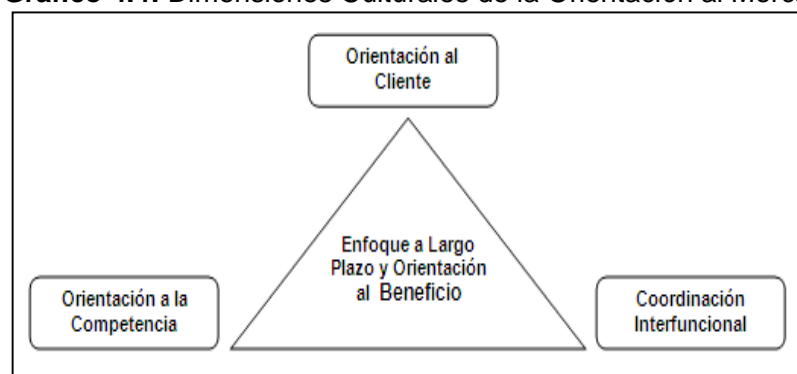 Dimensiones Culturales de la Orientación al
Orientación al
Cliente
Enfoque a Largo
Plazo y Orientación
al Beneficio
Orientación a la
Competencia
Coordinación
Interfuncional